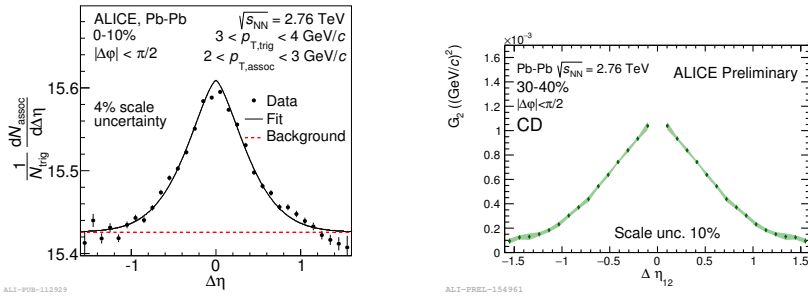 ALICE, Pb-Pb
0-10%
|Δφ| < π/2
√sNN = 2.76 TeV
3 < pT,trig < 4 GeV/c
2 < pT,assoc < 3 GeV/c
4% scale
uncertainty
Data
Fit
Background
1/Ntrig dNassoc/dΔη
15.6
15.5
15.4
-1
0
1
Δη
ALI-PUB-112929
×10⁻³
G2 ((GeV/c)²)
1.6
1.4
1.2
1
0.8
0.6
0.4
0.2
0
Pb-Pb √sNN = 2.76 TeV
30-40%
|Δφ|<π/2
CD
ALICE Preliminary
Scale unc. 10%
−1.5
−1
−0.5
0
0.5
1
1.5
Δ η12
ALI-PREL-154961